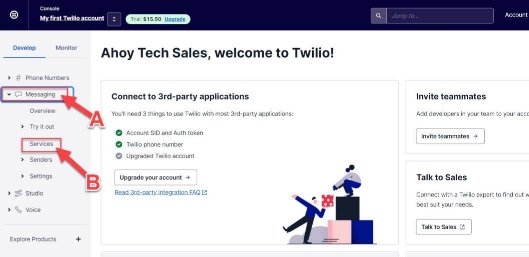 Console
My first Twilio account
Trial: $15.50 Upgrade
Jump to...
Account
Develop
Monitor
# Phone Numbers
Messaging
Overview
Try it out
Services
Senders
Settings
Studio
Voice
Explore Products +
A
B
Ahoy Tech Sales, welcome to Twilio!
Connect to 3rd-party applications
You'll need 3 things to use Twilio with most 3rd-party applications:
Account SID and Auth token
Twilio phone number
Upgraded Twilio account
Upgrade your account →
Read 3rd-party integration FAQ
Invite teammates
Add developers in your team to your accou
Invite teammates →
Talk to Sales
Connect with a Twilio expert to find out w
best suit your needs.
Talk to Sales